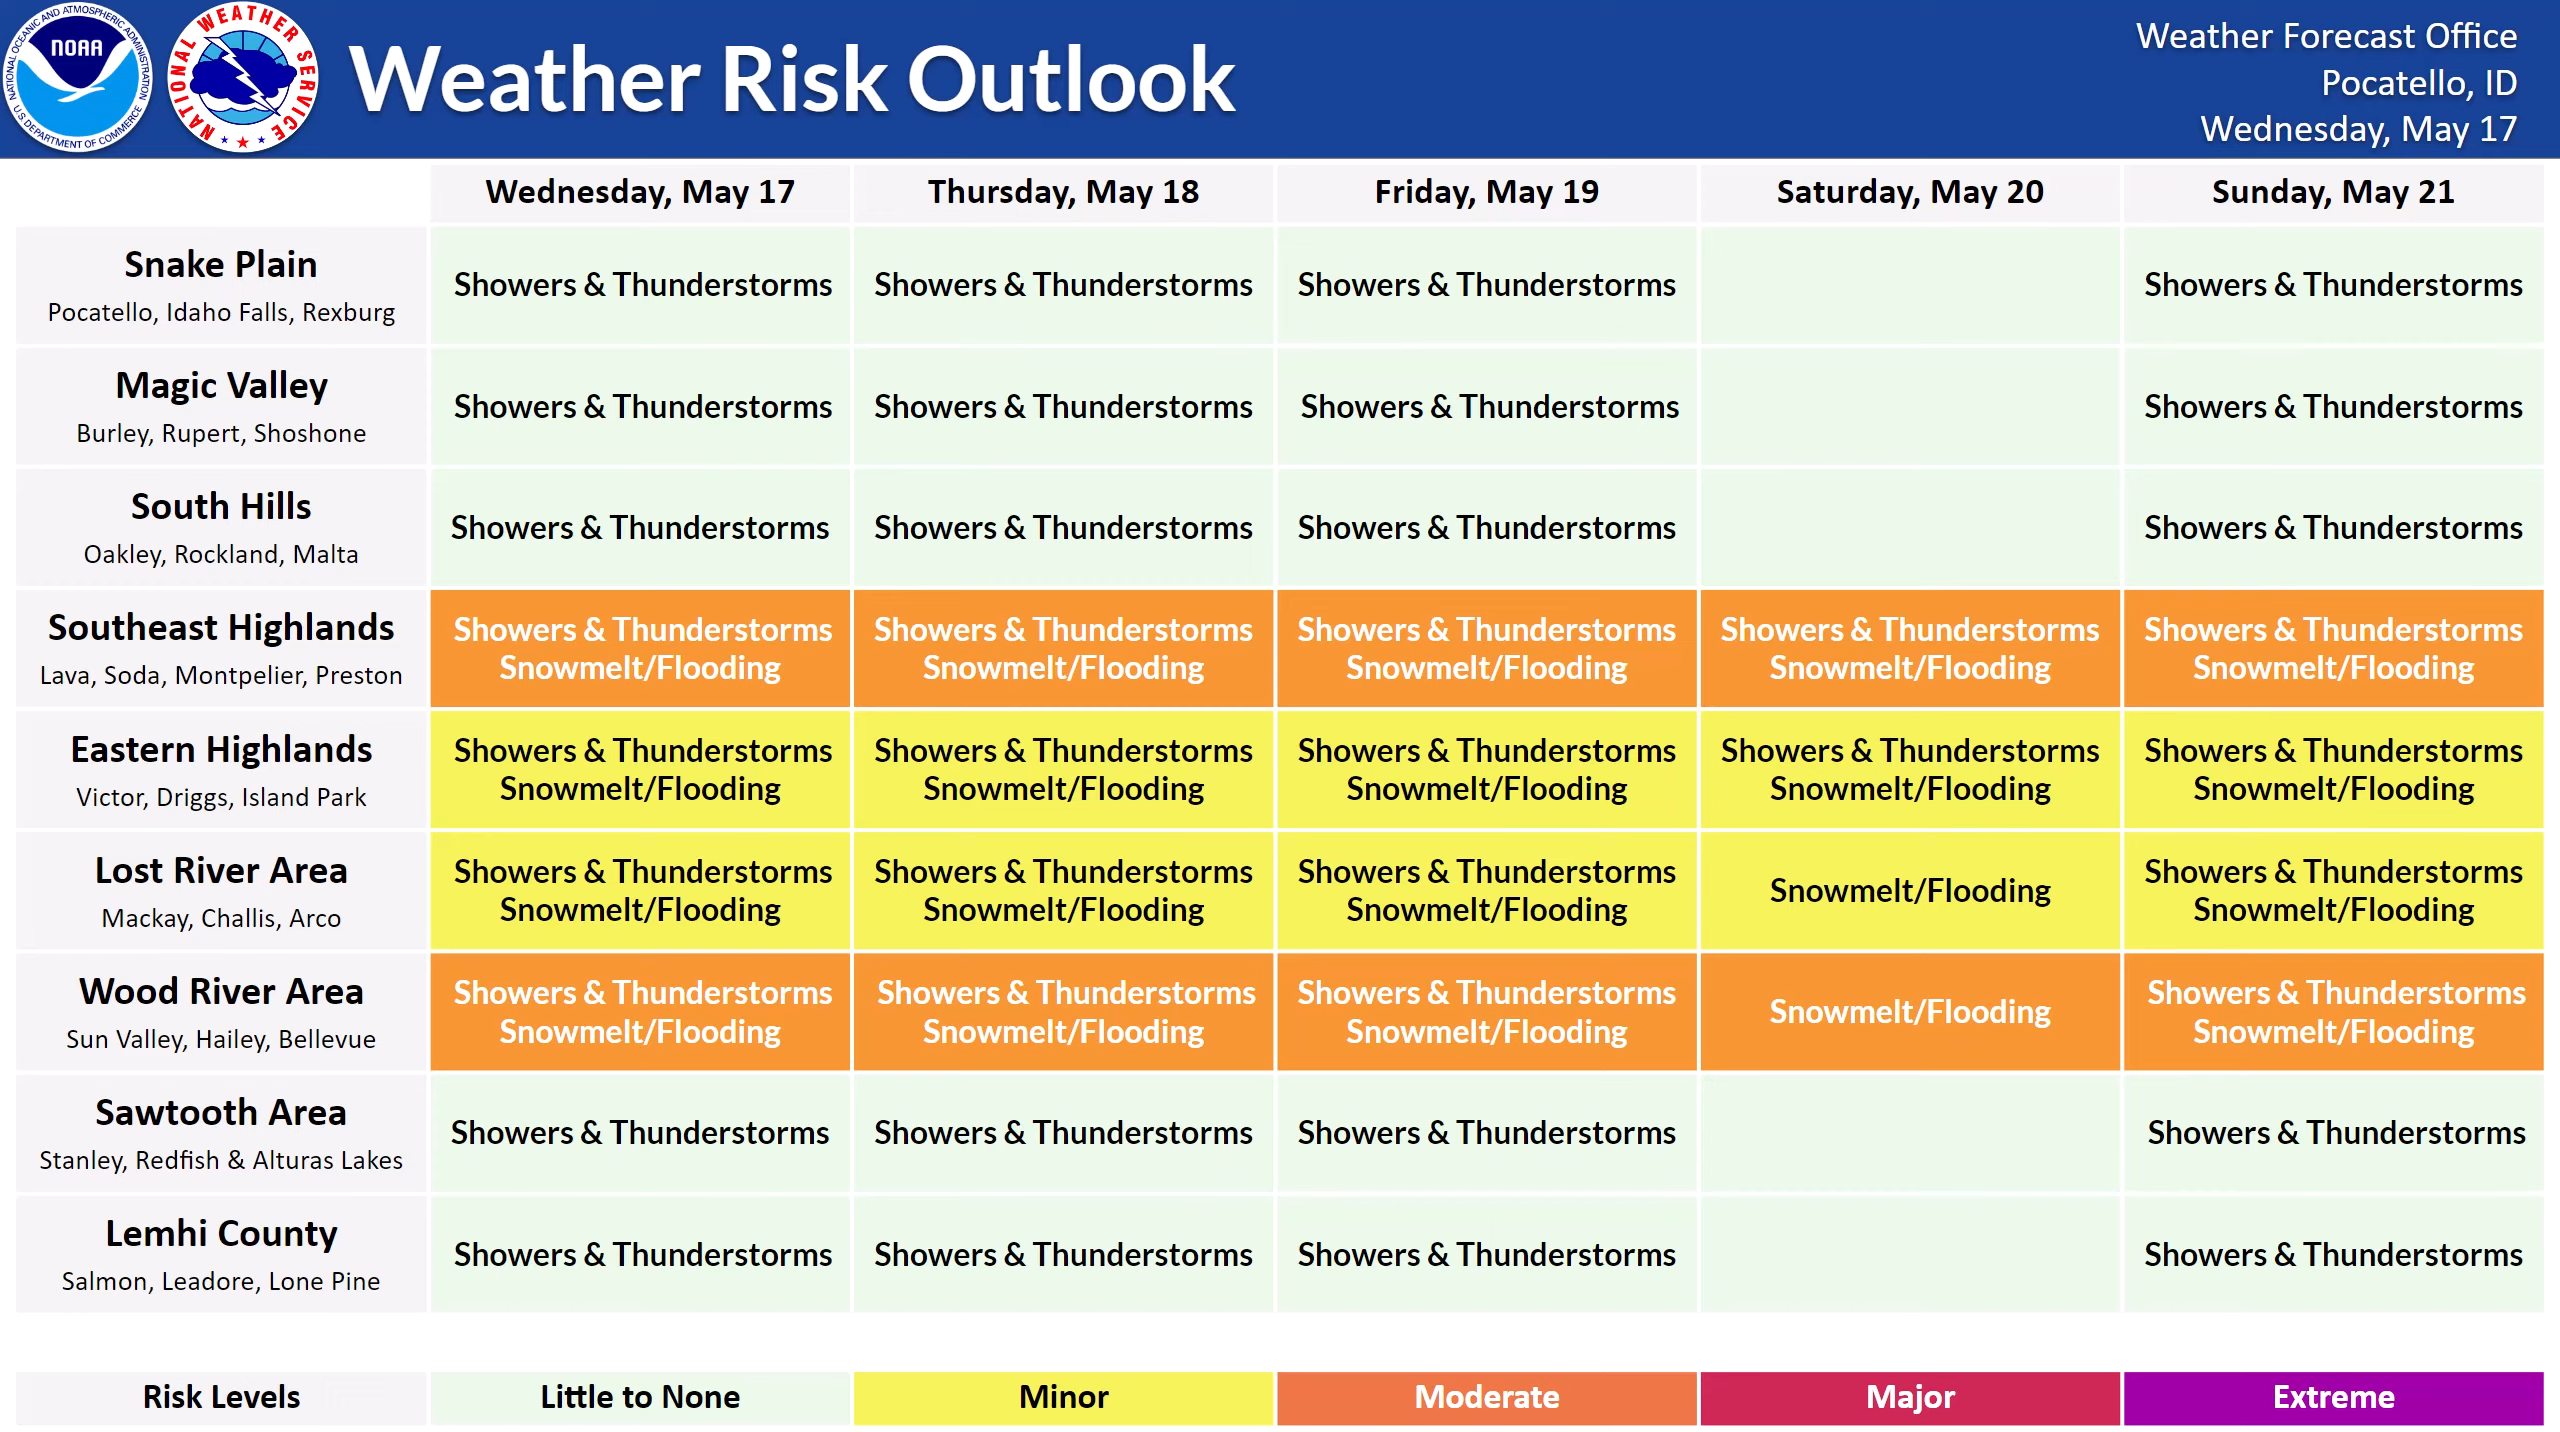 NATIONAL OCEANIC AND ATMOSPHERIC ADMINISTRATION
NOAA
U.S. DEPARTMENT OF COMMERCE
NATIONAL WEATHER SERVICE
Weather Risk Outlook
Weather Forecast Office
Pocatello, ID
Wednesday, May 17
Wednesday, May 17 Thursday, May 18 Friday, May 19 Saturday, May 20 Sunday, May 21
Snake Plain
Pocatello, Idaho Falls, Rexburg
Showers & Thunderstorms Showers & Thunderstorms Showers & Thunderstorms Showers & Thunderstorms
Magic Valley
Burley, Rupert, Shoshone
Showers & Thunderstorms Showers & Thunderstorms Showers & Thunderstorms Showers & Thunderstorms
South Hills
Oakley, Rockland, Malta
Showers & Thunderstorms Showers & Thunderstorms Showers & Thunderstorms Showers & Thunderstorms
Southeast Highlands
Lava, Soda, Montpelier, Preston
Showers & Thunderstorms Showers & Thunderstorms Showers & Thunderstorms Showers & Thunderstorms Showers & Thunderstorms
Snowmelt/Flooding Snowmelt/Flooding Snowmelt/Flooding Snowmelt/Flooding Snowmelt/Flooding
Eastern Highlands
Victor, Driggs, Island Park
Showers & Thunderstorms Showers & Thunderstorms Showers & Thunderstorms Showers & Thunderstorms Showers & Thunderstorms
Snowmelt/Flooding Snowmelt/Flooding Snowmelt/Flooding Snowmelt/Flooding Snowmelt/Flooding
Lost River Area
Mackay, Challis, Arco
Showers & Thunderstorms Showers & Thunderstorms Showers & Thunderstorms Showers & Thunderstorms
Snowmelt/Flooding Snowmelt/Flooding Snowmelt/Flooding Snowmelt/Flooding Snowmelt/Flooding
Wood River Area
Sun Valley, Hailey, Bellevue
Showers & Thunderstorms Showers & Thunderstorms Showers & Thunderstorms Showers & Thunderstorms
Snowmelt/Flooding Snowmelt/Flooding Snowmelt/Flooding Snowmelt/Flooding Snowmelt/Flooding
Sawtooth Area
Stanley, Redfish & Alturas Lakes
Showers & Thunderstorms Showers & Thunderstorms Showers & Thunderstorms Showers & Thunderstorms
Lemhi County
Salmon, Leadore, Lone Pine
Showers & Thunderstorms Showers & Thunderstorms Showers & Thunderstorms Showers & Thunderstorms
Risk Levels Little to None Minor Moderate Major Extreme